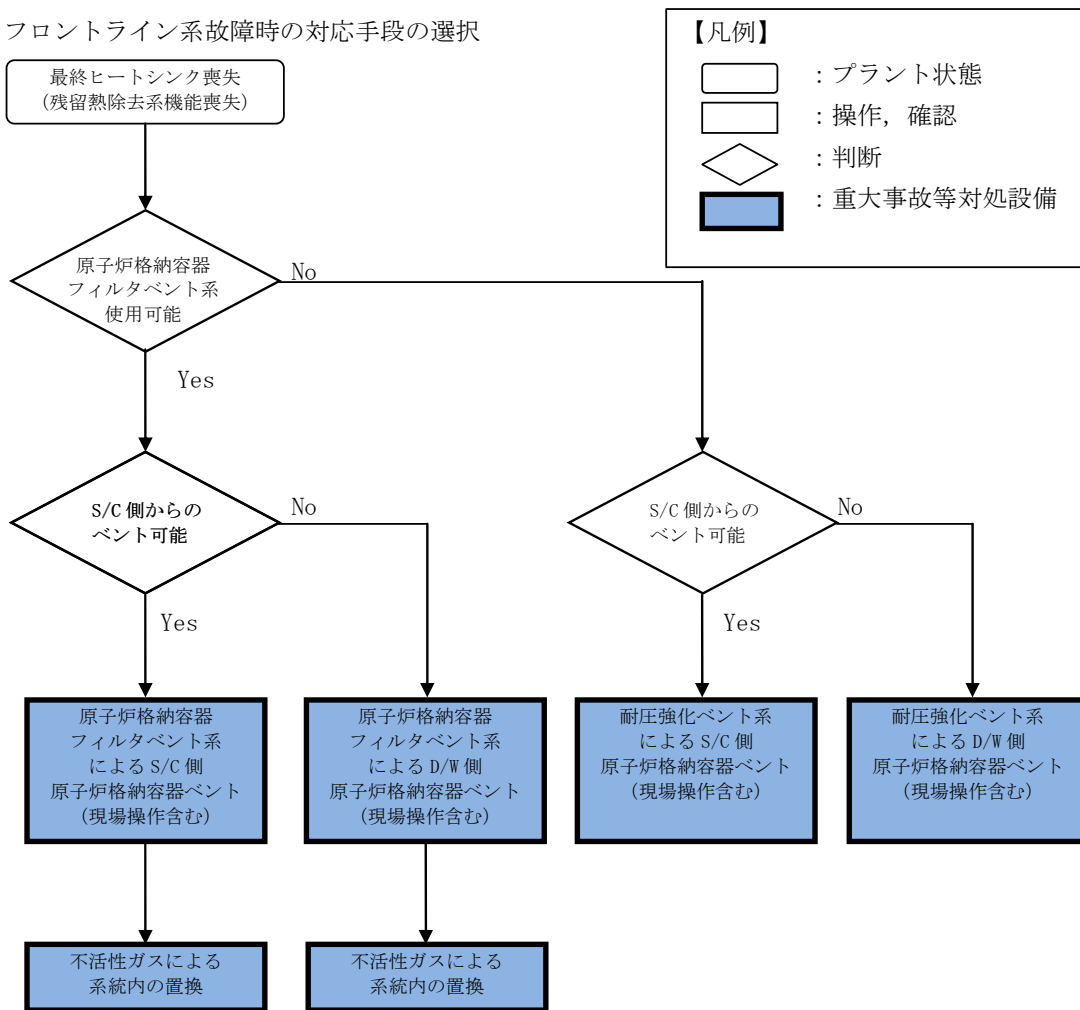 フロントライン系故障時の対応手段の選択
最終ヒートシンク喪失
(残留熱除去系機能喪失)
【凡例】
：プラント状態
：操作，確認
：判断
：重大事故等対処設備
原子炉格納容器
フィルタベント系
使用可能
No
Yes
S/C 側からの
ベント可能
No
Yes
S/C 側からの
ベント可能
No
Yes
原子炉格納容器
フィルタベント系
による S/C 側
原子炉格納容器ベント
(現場操作含む)
原子炉格納容器
フィルタベント系
による D/W 側
原子炉格納容器ベント
(現場操作含む)
耐圧強化ベント系
による S/C 側
原子炉格納容器ベント
(現場操作含む)
耐圧強化ベント系
による D/W 側
原子炉格納容器ベント
(現場操作含む)
不活性ガスによる
系統内の置換
不活性ガスによる
系統内の置換